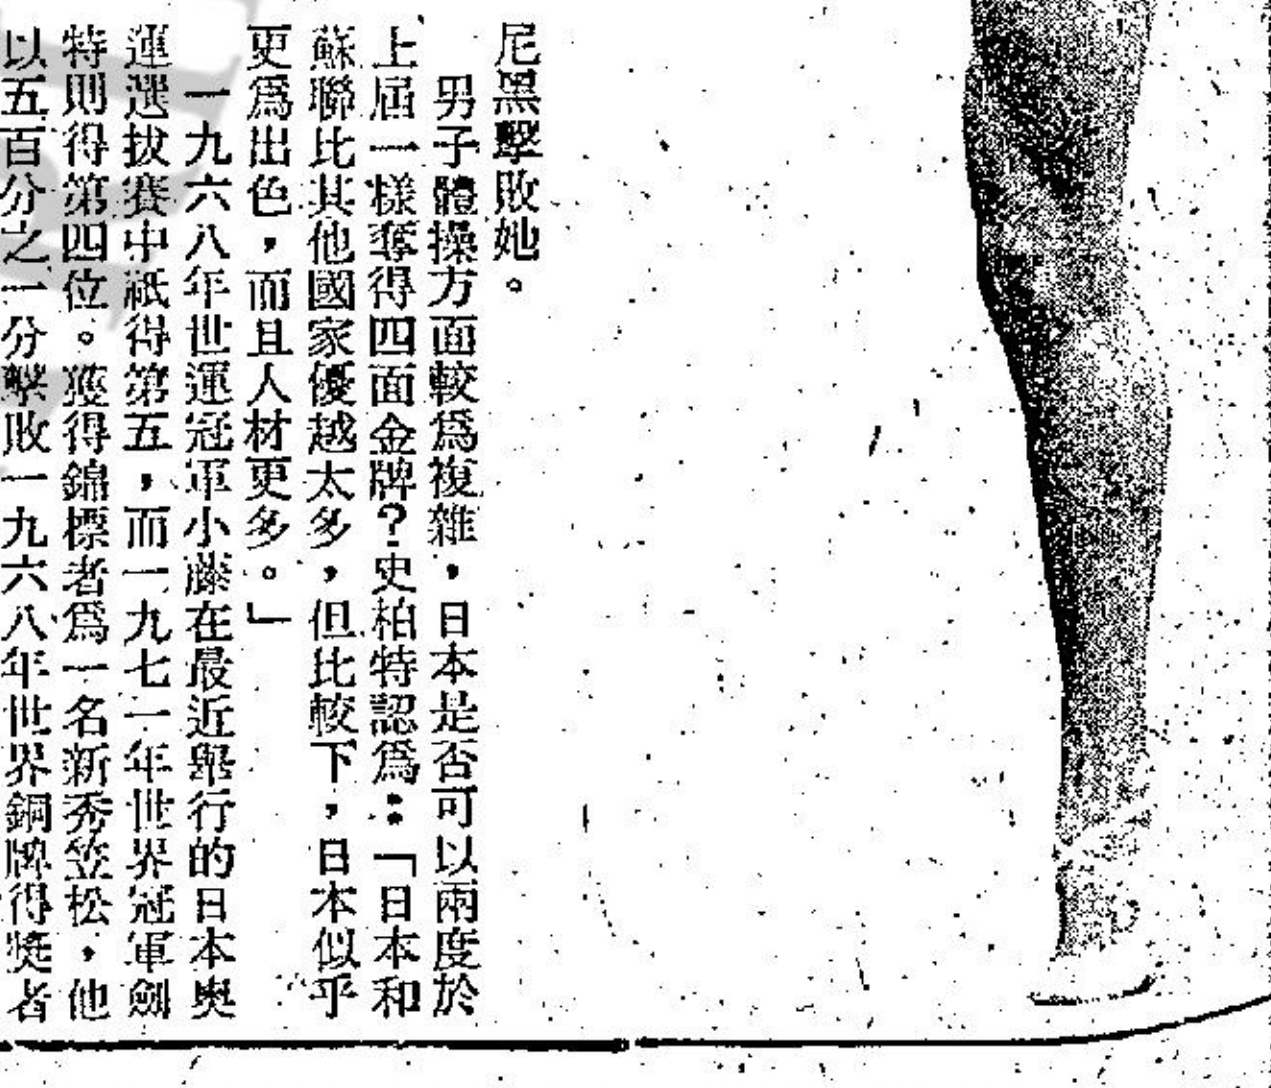 尼黑擊敗她。
男子體操方面較爲複雜，日本是否可以兩度於
上屆一樣奪得四面金牌？史柏特認爲：「日本和
蘇聯比其他國家優越太多，但比較下，日本似乎
更爲出色，而且人材更多。」
一九六八年世運冠軍小藤在最近舉行的日本奥
運選拔賽中祇得第五，而一九七一年世界冠軍劍
特則得第四位。獲得錦標者爲一名新秀笠松，他
以五百分之一分擊敗一九六八年世界銅牌得獎者